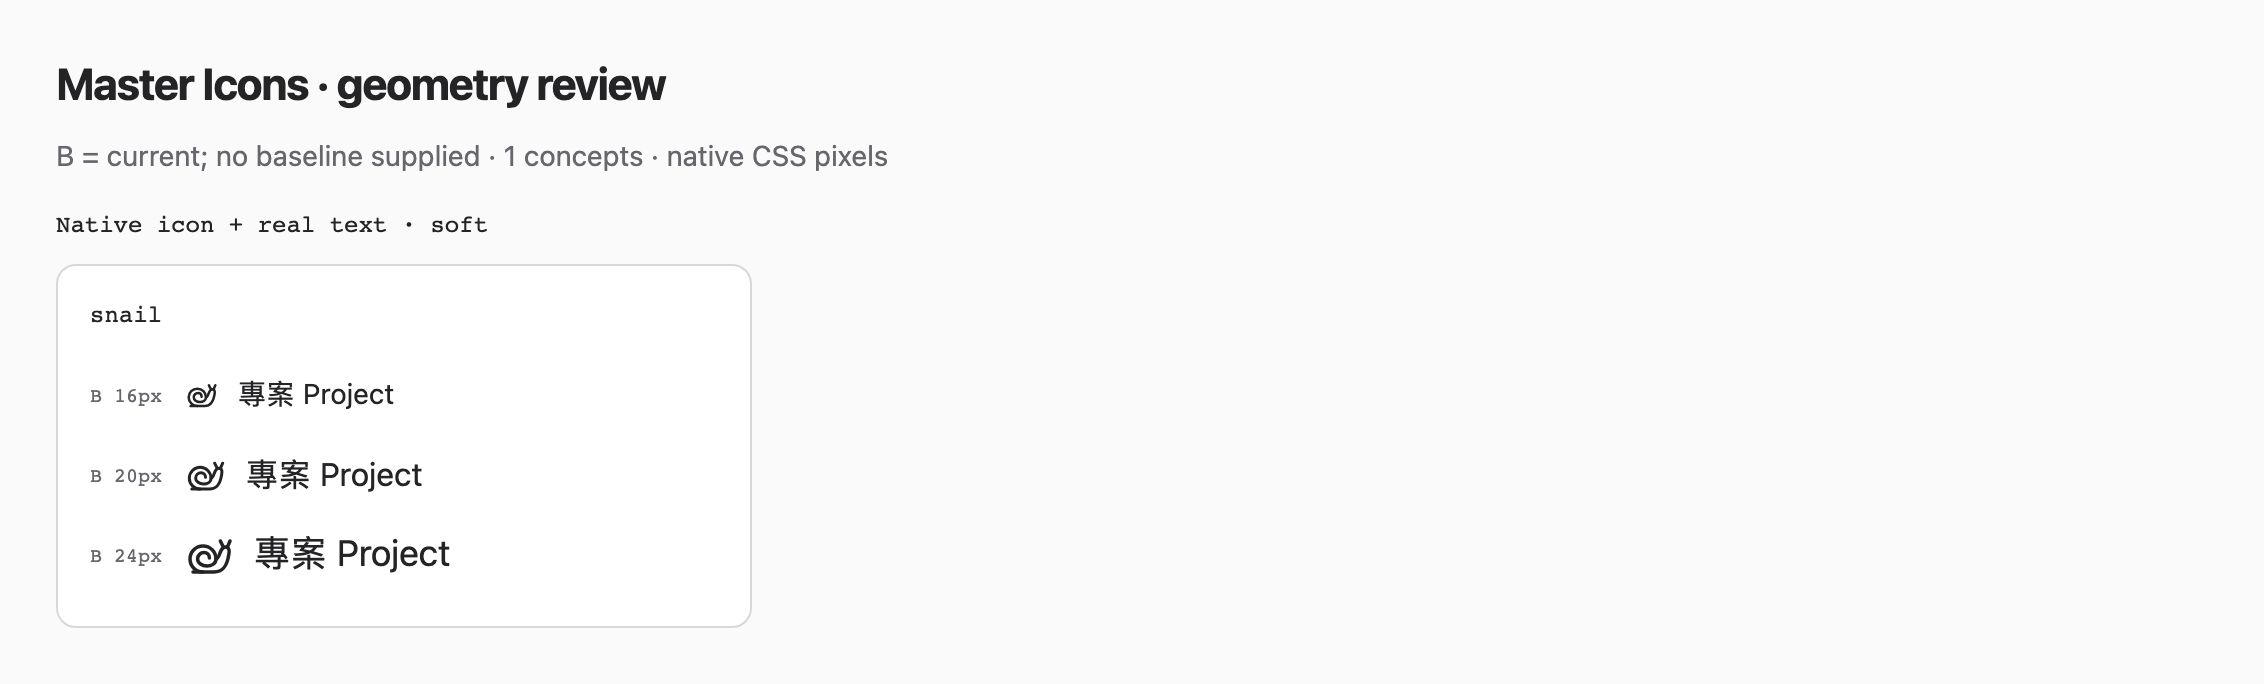 Master Icons · geometry review
B = current; no baseline supplied · 1 concepts · native CSS pixels
Native icon + real text · soft
snail
B 16px 專案 Project
B 20px 專案 Project
B 24px 專案 Project